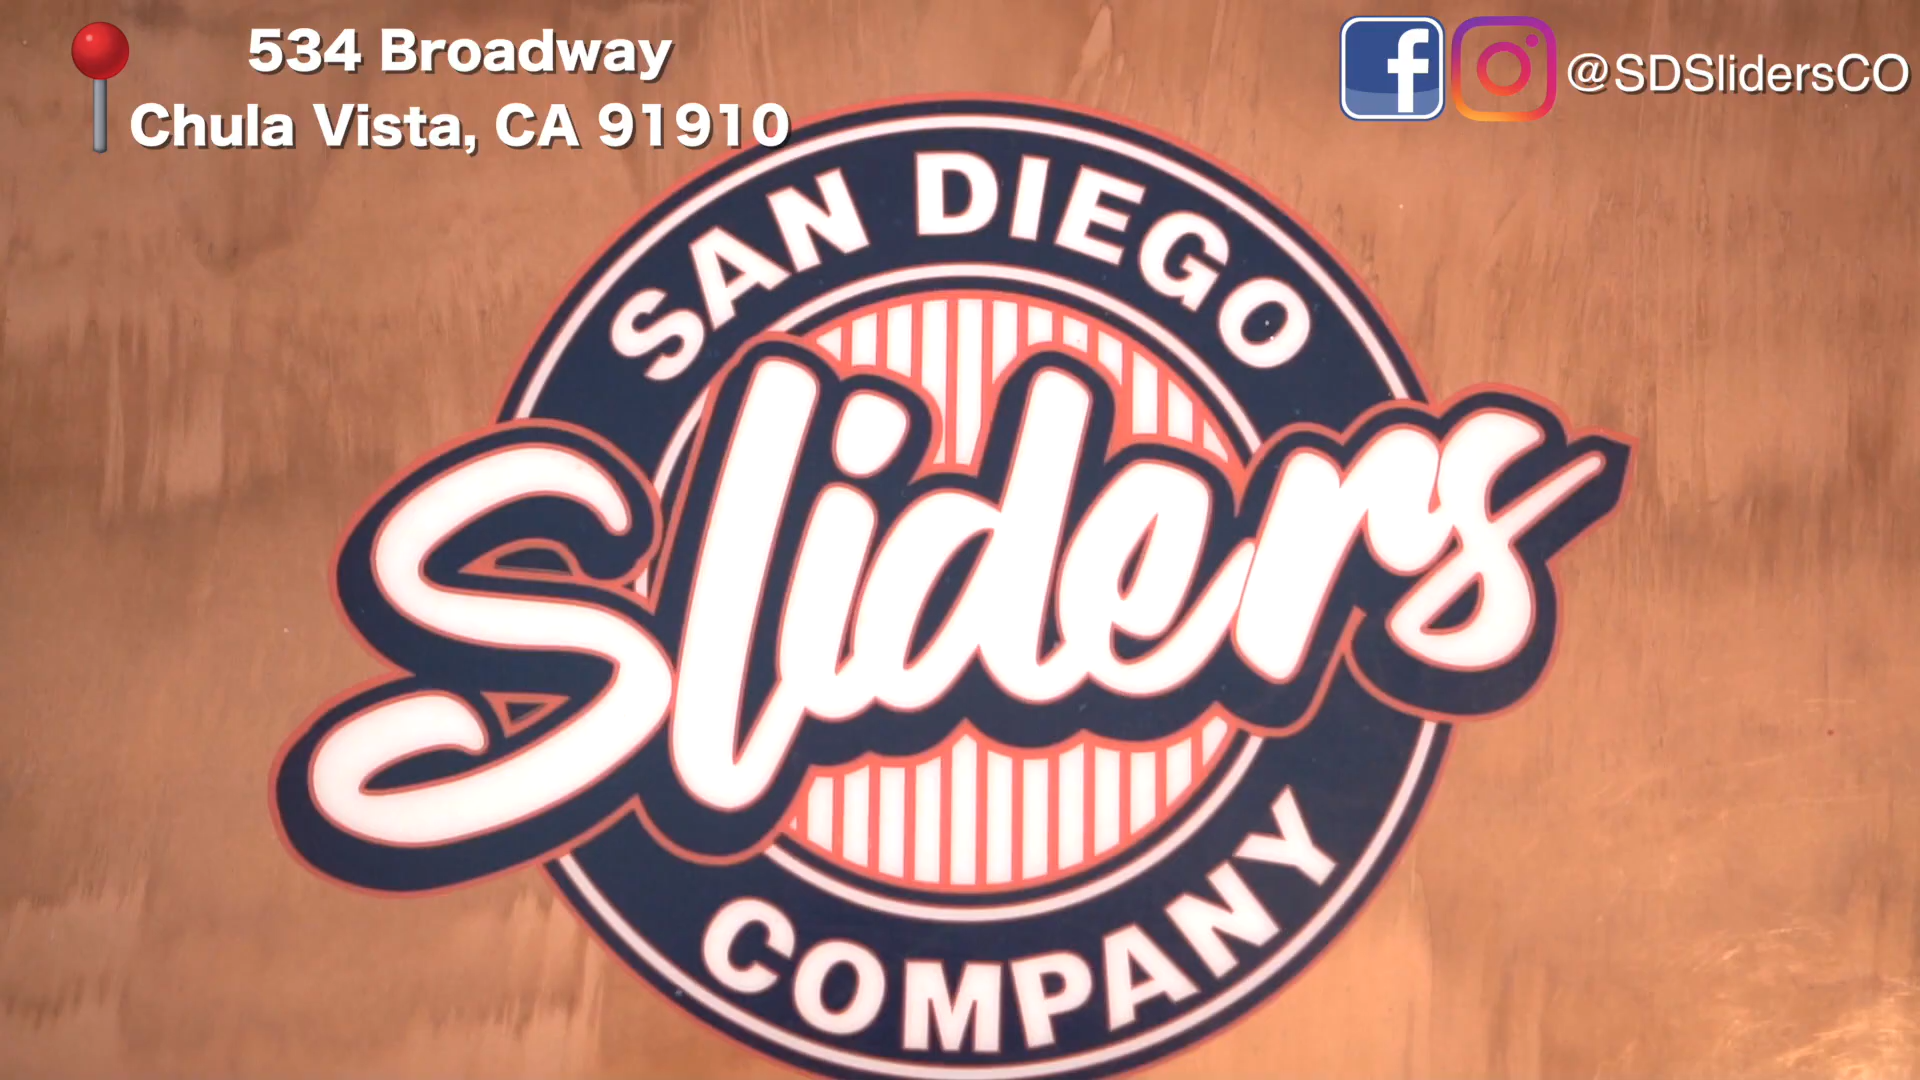 534 Broadway
Chula Vista, CA 91910
@SDSlidersCO
SAN DIEGO
Sliders
COMPANY